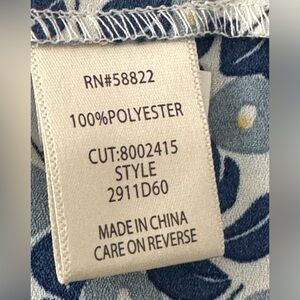 RN#58822
100%POLYESTER
CUT:8002415
STYLE
2911D60
MADE IN CHINA
CARE ON REVERSE